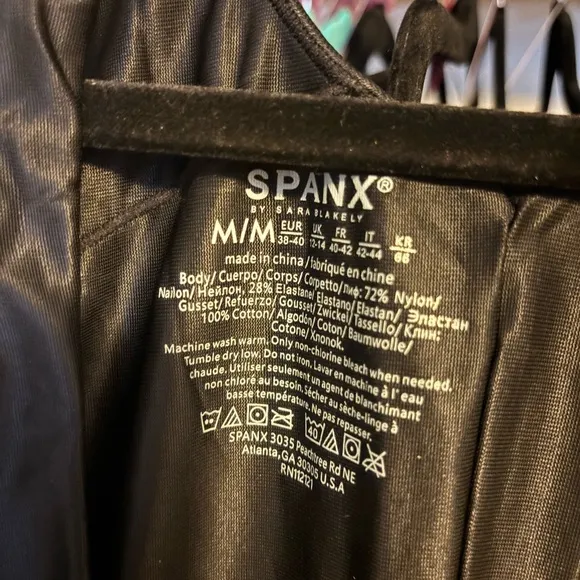 SPANX®
BY SARA BLAKELY
M/M EUR 38-40 UK 12-14 FR 40-42 IT 42-44 KR 66
made in china/fabriqué en chine
Body/ Cuerpo/ Corps/ Corpetto/ Лиф: 72% Nylon/
Nailon/ Нейлон, 28% Elastane/ Elastano/ Elastan/ Эластан
Gusset/ Refuerzo/ Gousset/ Zwickel/ Tassello/ Клин:
100% Cotton/ Algodón/ Coton/ Baumwolle/
Cotone/ Хлопок.
Machine wash warm. Only non-chlorine bleach when needed.
Tumble dry low. Do not iron. Laver en machine à l'eau
chaude. Utiliser seulement un agent de blanchimant
non chloré au besoin. Sécher au sèche-linge à
basse température. Ne pas repasser.
40
SPANX 3035 Peachtree Rd NE
Atlanta, GA 30305 U.S.A
RN112121